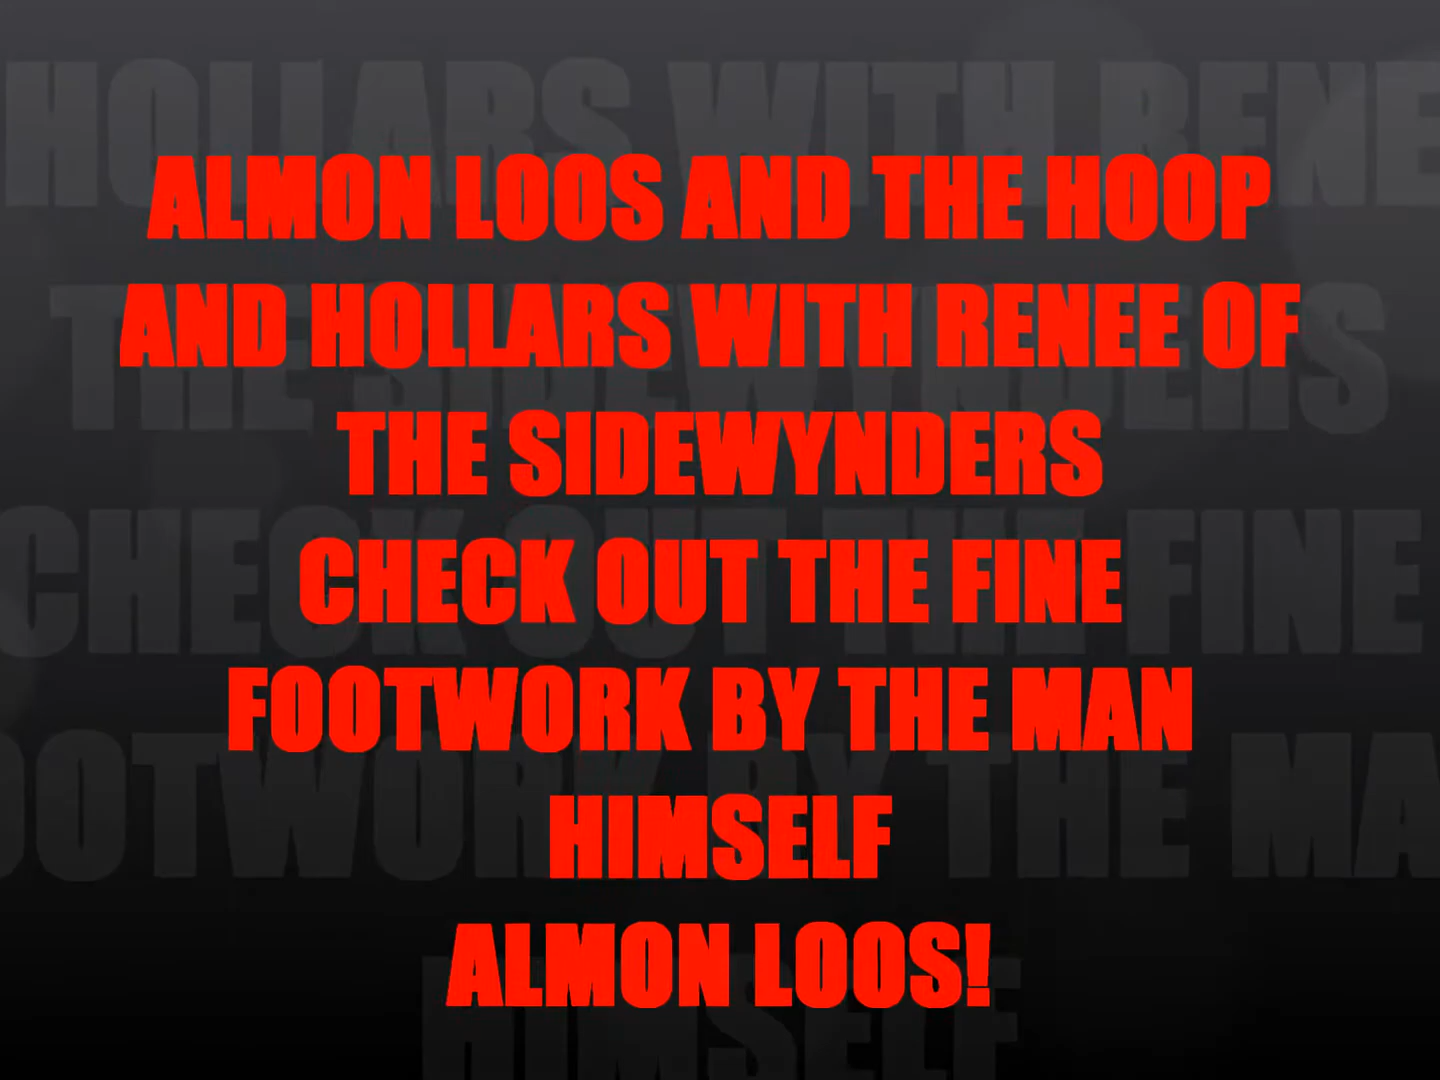 ALMON LOOS AND THE HOOP
AND HOLLARS WITH RENEE OF
THE SIDEWYNDERS
CHECK OUT THE FINE
FOOTWORK BY THE MAN
HIMSELF
ALMON LOOS!